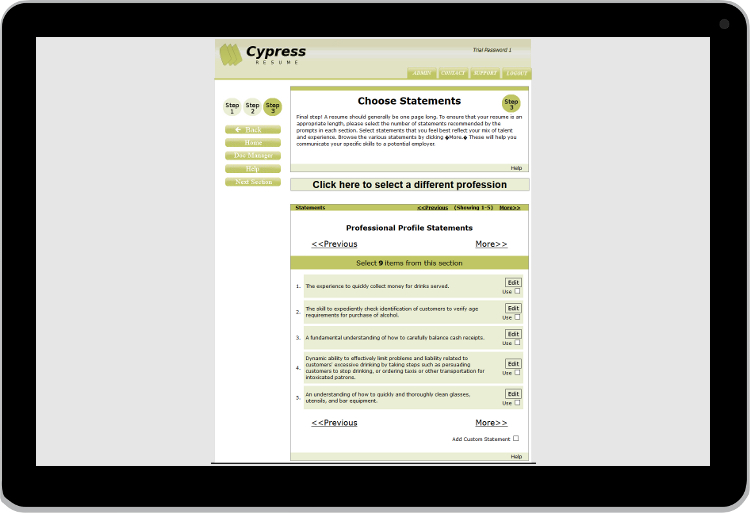 Cypress
RESUME
Trial Password 1
ADMIN CONTACT SUPPORT LOGOUT
Step 1
Step 2
Step 3
Back
Home
Doc Manager
Help
Next Section
Choose Statements
Step 3
Final step! A resume should generally be one page long. To ensure that your resume is an
appropriate length, please select the number of statements recommended by the
prompts in each section. Select statements that you feel best reflect your mix of talent
and experience. Browse the various statements by clicking �More.� These will help you
communicate your specific skills to a potential employer.
Help
Click here to select a different profession
Statements <<Previous (Showing 1-5) More>>
Professional Profile Statements
<<Previous More>>
Select 9 items from this section
1. The experience to quickly collect money for drinks served.
Edit
Use
2. The skill to expediently check identification of customers to verify age
requirements for purchase of alcohol.
Edit
Use
3. A fundamental understanding of how to carefully balance cash receipts.
Edit
Use
4. Dynamic ability to effectively limit problems and liability related to
customers' excessive drinking by taking steps such as persuading
customers to stop drinking, or ordering taxis or other transportation for
intoxicated patrons.
Edit
Use
5. An understanding of how to quickly and thoroughly clean glasses,
utensils, and bar equipment.
Edit
Use
<<Previous More>>
Add Custom Statement
Help